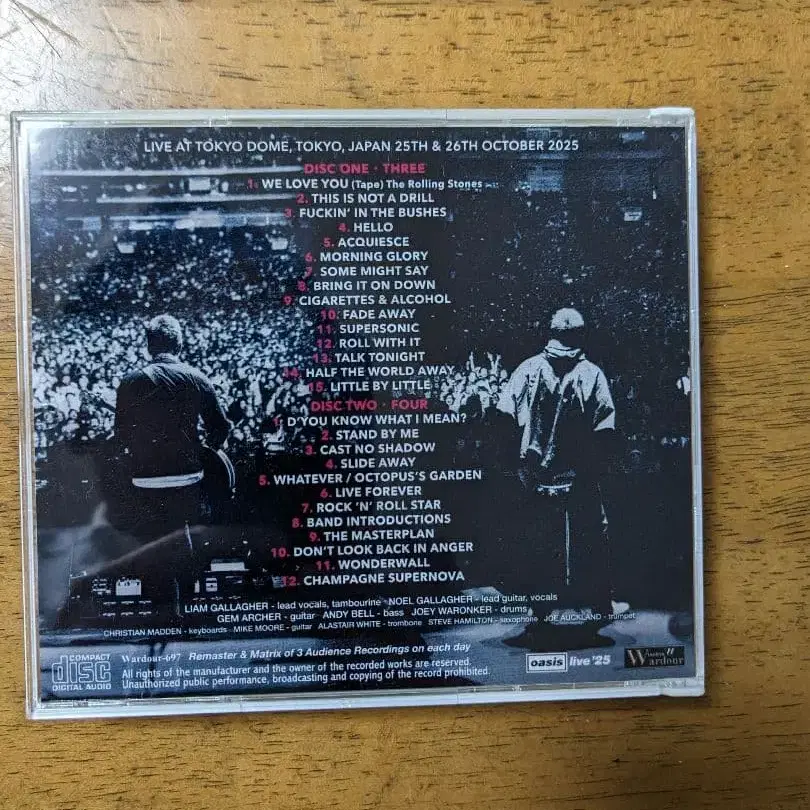 LIVE AT TOKYO DOME, TOKYO, JAPAN 25TH & 26TH OCTOBER 2025
DISC ONE · THREE
1. WE LOVE YOU (Tape) The Rolling Stones
2. THIS IS NOT A DRILL
3. FUCKIN' IN THE BUSHES
4. HELLO
5. ACQUIESCE
6. MORNING GLORY
7. SOME MIGHT SAY
8. BRING IT ON DOWN
9. CIGARETTES & ALCOHOL
10. FADE AWAY
11. SUPERSONIC
12. ROLL WITH IT
13. TALK TONIGHT
14. HALF THE WORLD AWAY
15. LITTLE BY LITTLE
DISC TWO · FOUR
1. D'YOU KNOW WHAT I MEAN?
2. STAND BY ME
3. CAST NO SHADOW
4. SLIDE AWAY
5. WHATEVER / OCTOPUS'S GARDEN
6. LIVE FOREVER
7. ROCK 'N' ROLL STAR
8. BAND INTRODUCTIONS
9. THE MASTERPLAN
10. DON'T LOOK BACK IN ANGER
11. WONDERWALL
12. CHAMPAGNE SUPERNOVA
LIAM GALLAGHER - lead vocals, tambourine NOEL GALLAGHER - lead guitar, vocals
GEM ARCHER - guitar ANDY BELL - bass JOEY WARONKER - drums
CHRISTIAN MADDEN - keyboards MIKE MOORE - guitar ALASTAIR WHITE - trombone STEVE HAMILTON - saxophone JOE AUCKLAND - trumpet
COMPACT
disc
DIGITAL AUDIO
Wardour-697 Remaster & Matrix of 3 Audience Recordings on each day
All rights of the manufacturer and the owner of the recorded works are reserved.
Unauthorized public performance, broadcasting and copying of the record prohibited.
oasis live '25
Wardour